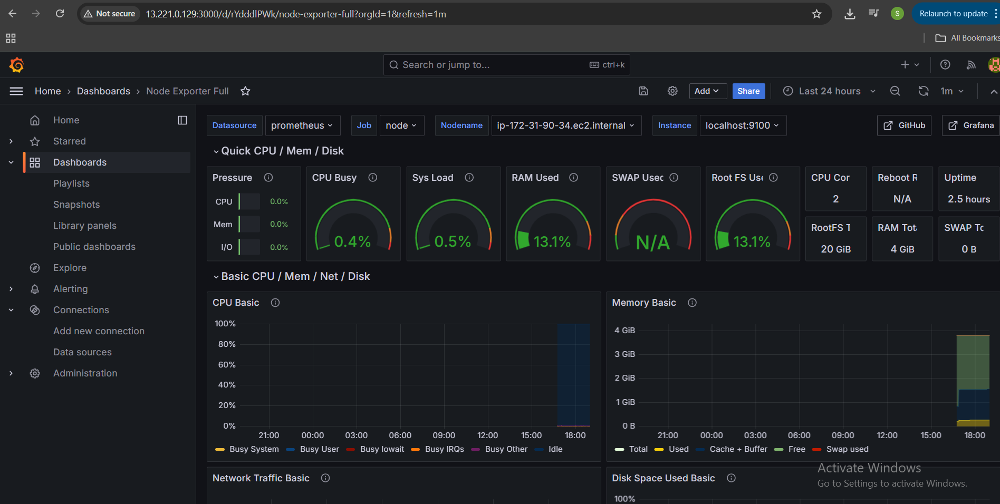 Not secure 13.221.0.129:3000/d/rYdddlPWk/node-exporter-full?orgId=1&refresh=1m S Relaunch to update
All Bookmarks
Search or jump to... ctrl+k
Home › Dashboards › Node Exporter Full Add Share Last 24 hours 1m
Home
Starred
Dashboards
Playlists
Snapshots
Library panels
Public dashboards
Explore
Alerting
Connections
Add new connection
Data sources
Administration
Datasource prometheus Job node Nodename ip-172-31-90-34.ec2.internal Instance localhost:9100 GitHub Grafana
Quick CPU / Mem / Disk
Pressure CPU Busy Sys Load RAM Used SWAP Used Root FS Use CPU Cor Reboot R Uptime
CPU 0.0% 2 N/A 2.5 hours
Mem 0.0%
RootFS T RAM Tota SWAP To
I/O 0.0% 0.4% 0.5% 13.1% N/A 13.1% 20 GiB 4 GiB 0 B
Basic CPU / Mem / Net / Disk
CPU Basic
100%
80%
60%
40%
20%
0%
21:00 00:00 03:00 06:00 09:00 12:00 15:00 18:00
Busy System Busy User Busy Iowait Busy IRQs Busy Other Idle
Memory Basic
4 GiB
3 GiB
2 GiB
1 GiB
0 B
21:00 00:00 03:00 06:00 09:00 12:00 15:00 18:00
Total Used Cache + Buffer Free Swap used
Network Traffic Basic
Disk Space Used Basic
100%
Activate Windows
Go to Settings to activate Windows.